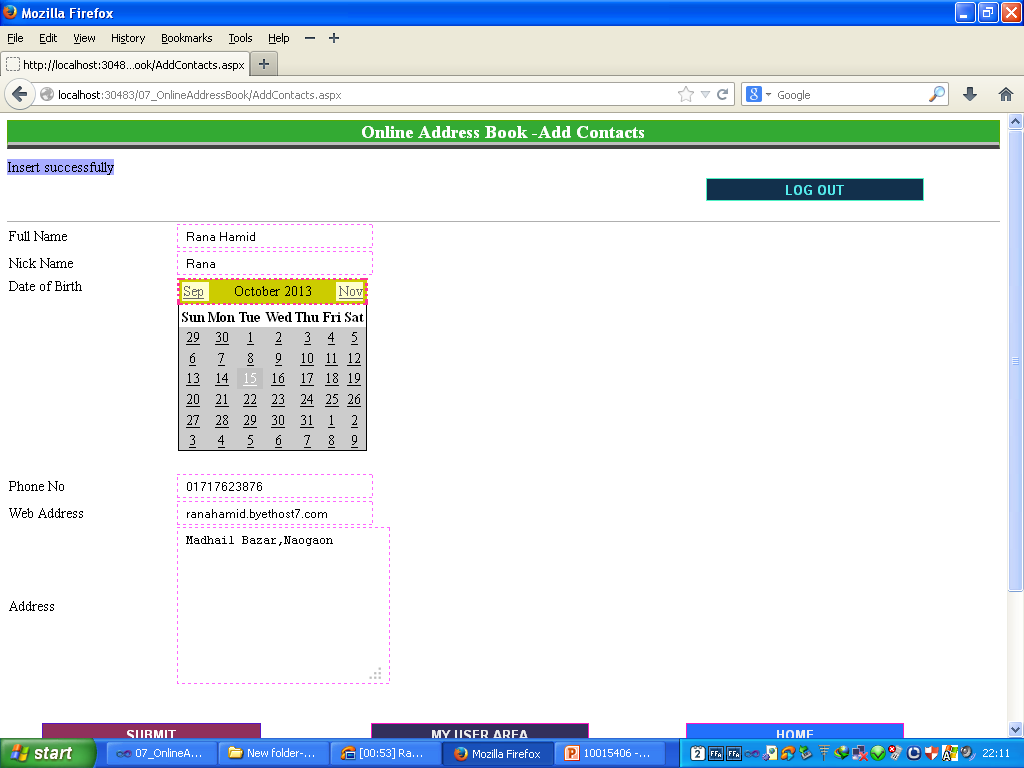 Mozilla Firefox
File Edit View History Bookmarks Tools Help
http://localhost:3048...ook/AddContacts.aspx
localhost:30483/07_OnlineAddressBook/AddContacts.aspx
Google
Online Address Book -Add Contacts
Insert successfully
LOG OUT
Full Name Rana Hamid
Nick Name Rana
Date of Birth
Sep October 2013 Nov
Sun Mon Tue Wed Thu Fri Sat
29 30 1 2 3 4 5
6 7 8 9 10 11 12
13 14 15 16 17 18 19
20 21 22 23 24 25 26
27 28 29 30 31 1 2
3 4 5 6 7 8 9
Phone No 01717623876
Web Address ranahamid.byethost7.com
Madhail Bazar,Naogaon
Address
SUBMIT MY USER AREA HOME
start 07_OnlineA... New folder-... [00:53] Ra... Mozilla Firefox 10015406 -... 22:11